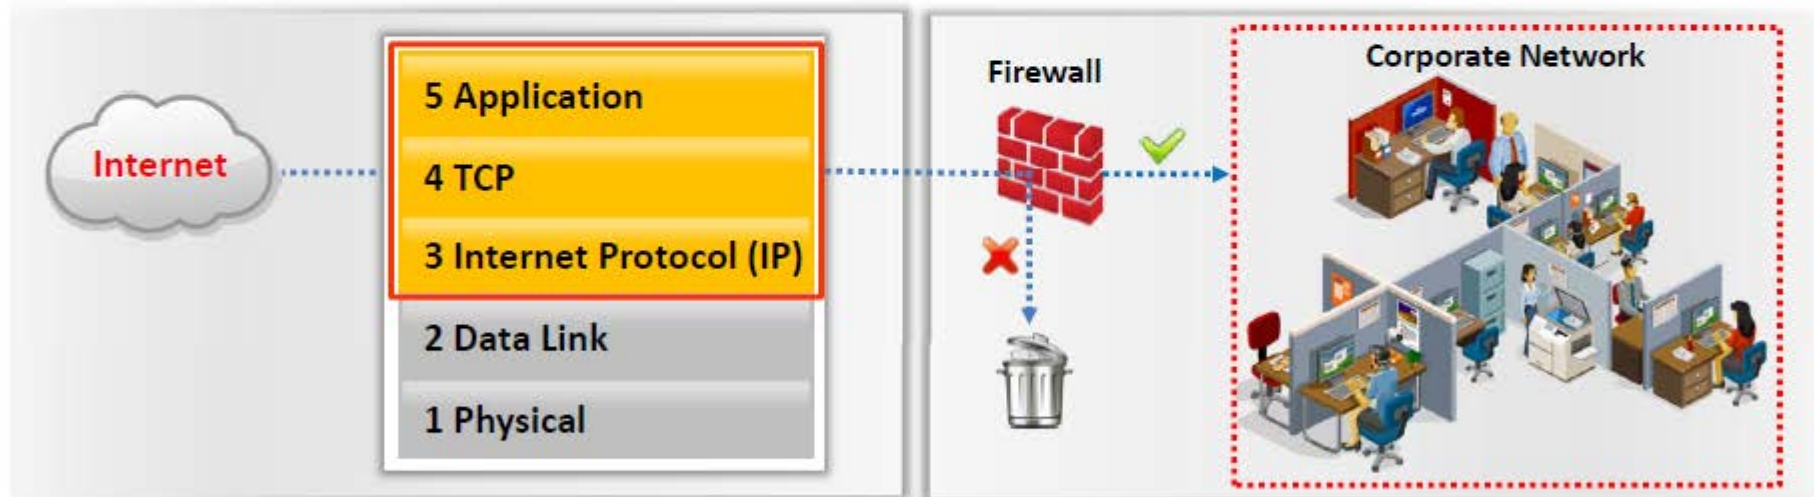 Internet
5 Application
4 TCP
3 Internet Protocol (IP)
2 Data Link
1 Physical
Firewall
Corporate Network